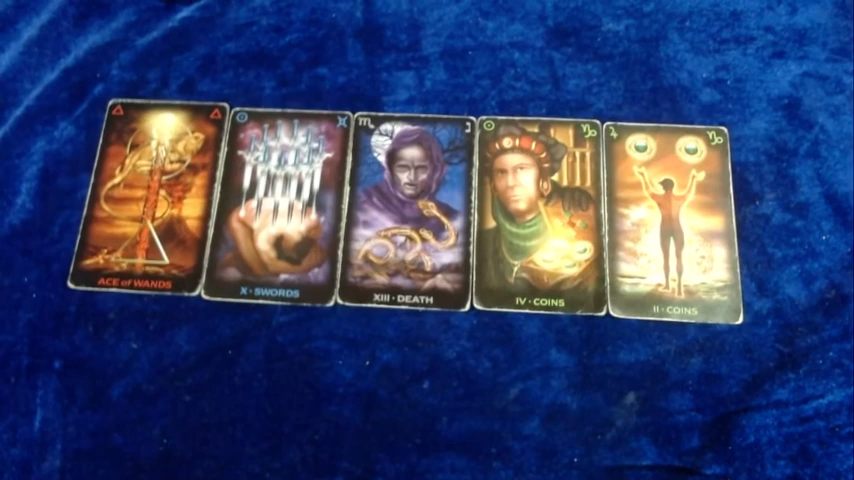 ACE of WANDS
X · SWORDS
XIII · DEATH
IV · COINS
II · COINS